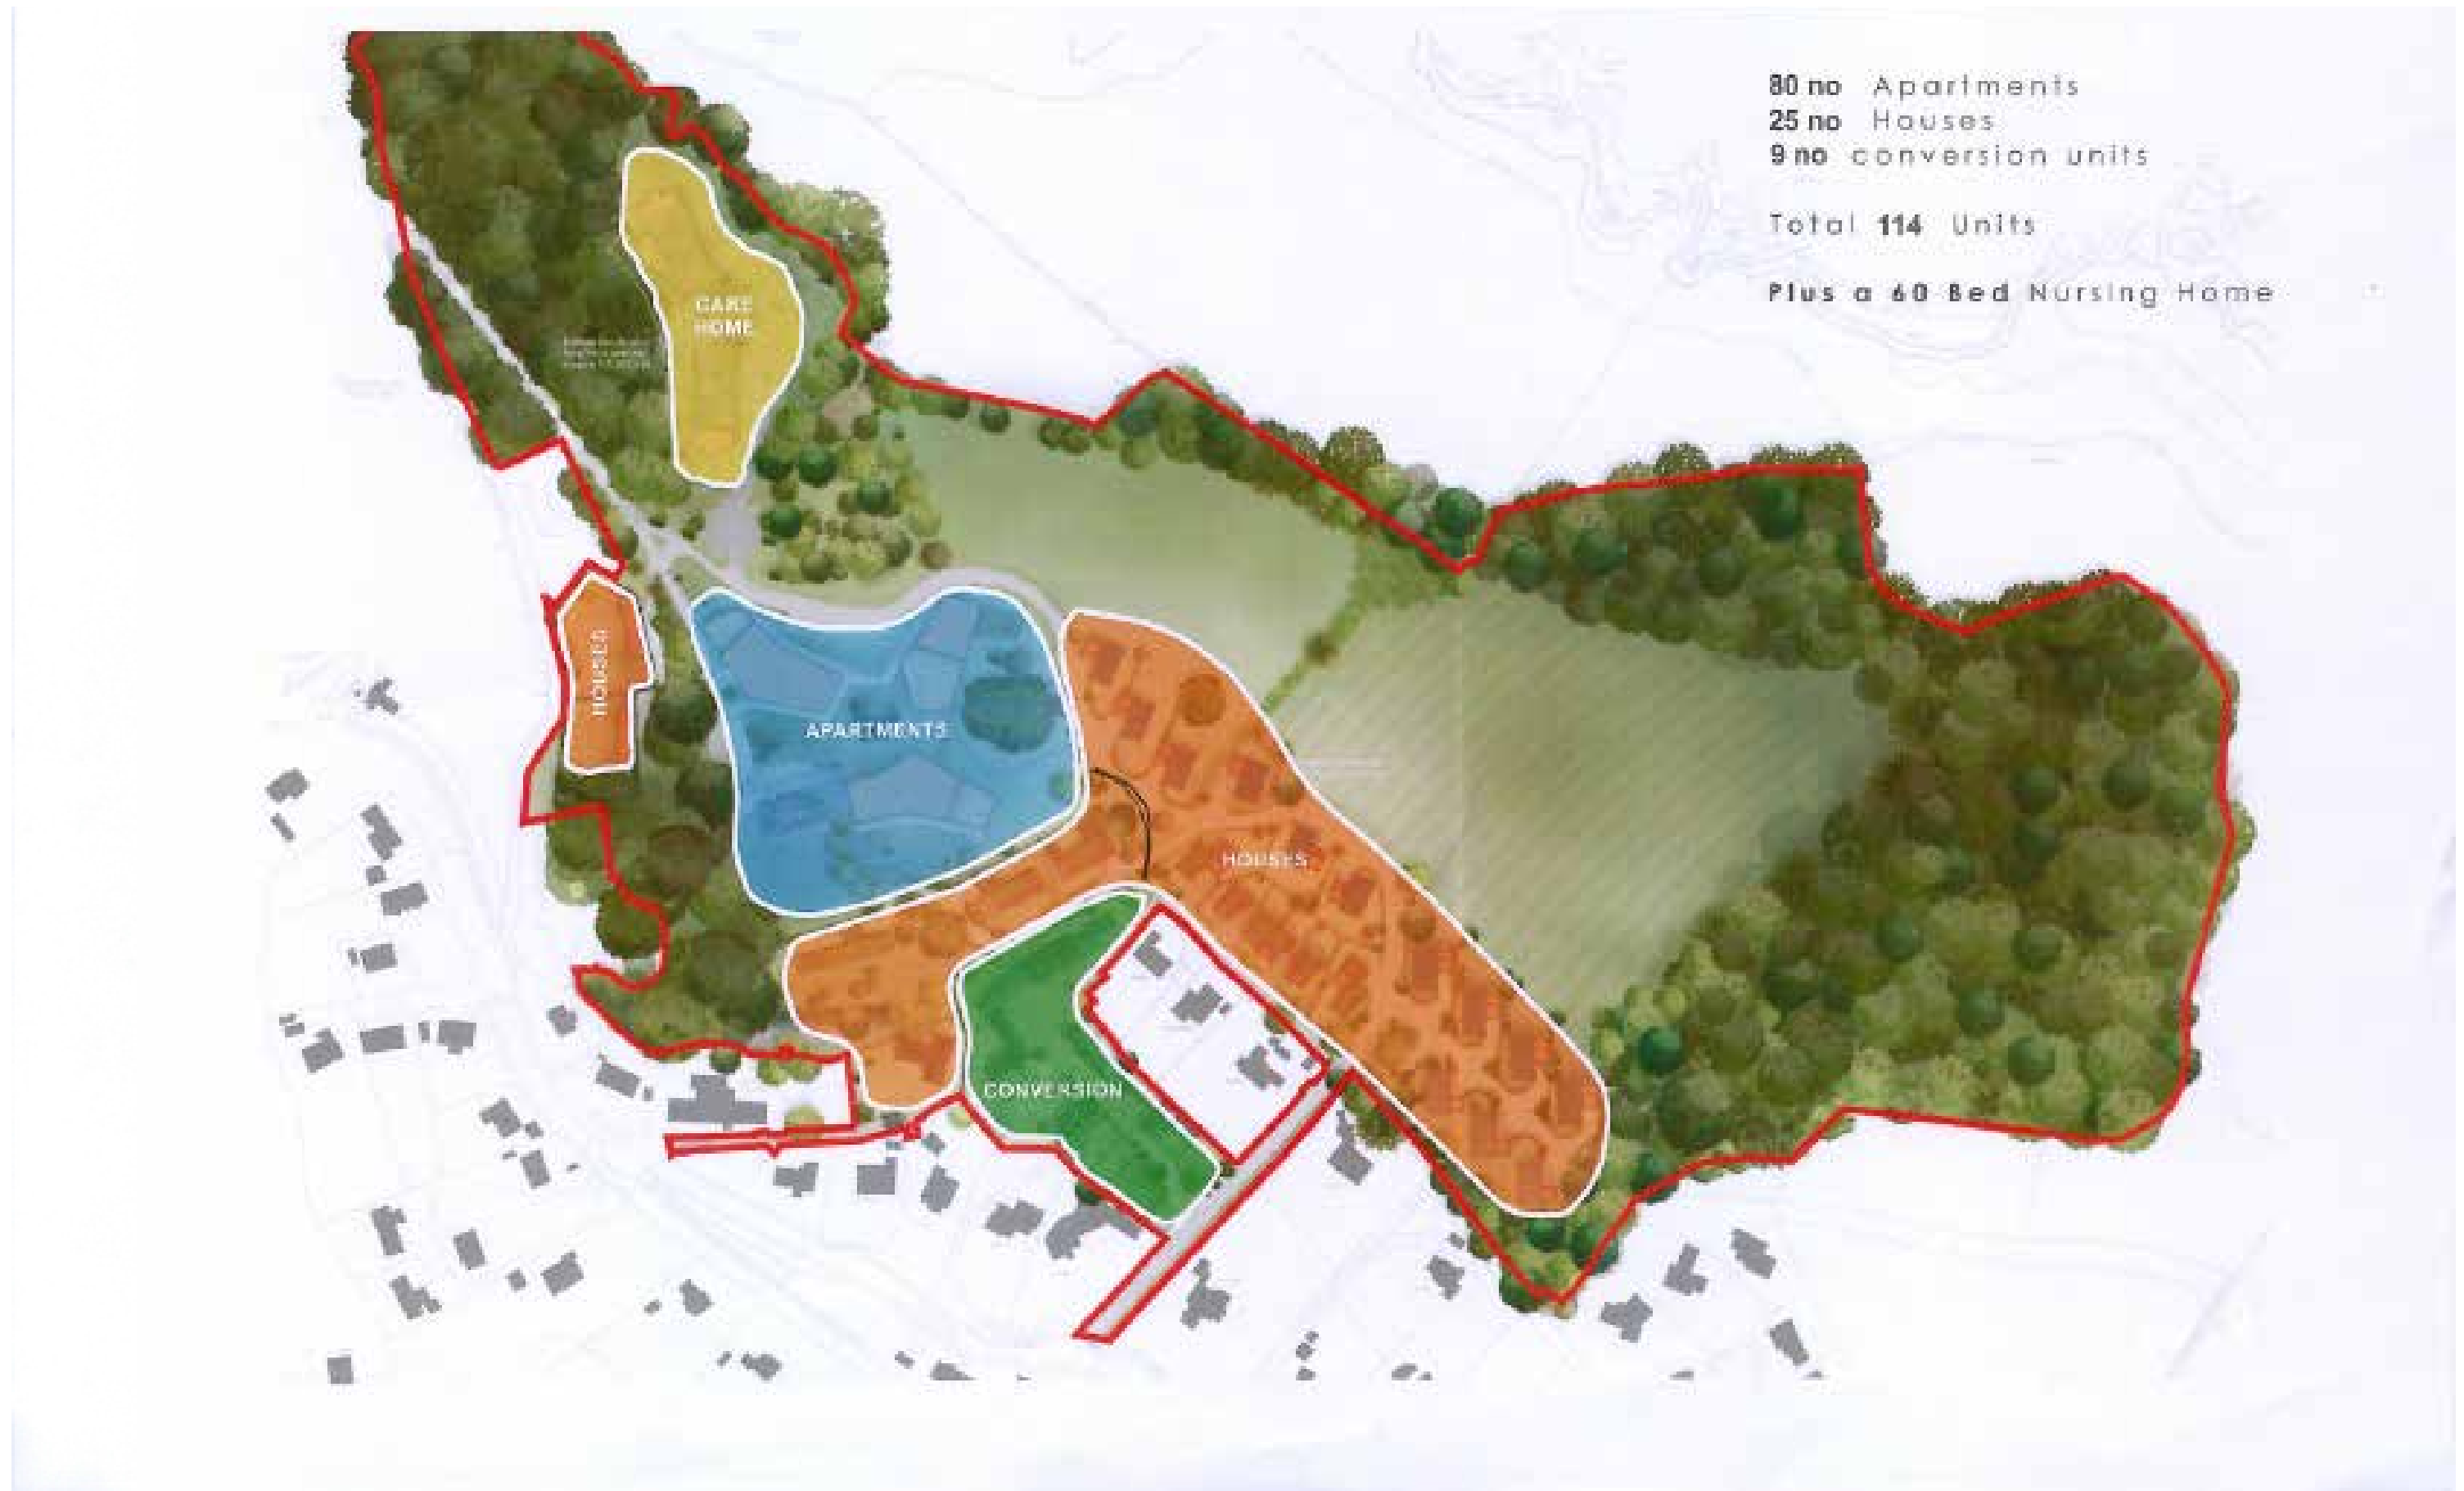 80 no Apartments
25 no Houses
9 no conversion units
Total 114 Units
Plus a 60 Bed Nursing Home
CARE
HOME
HOUSES
APARTMENTS
HOUSES
CONVERSION